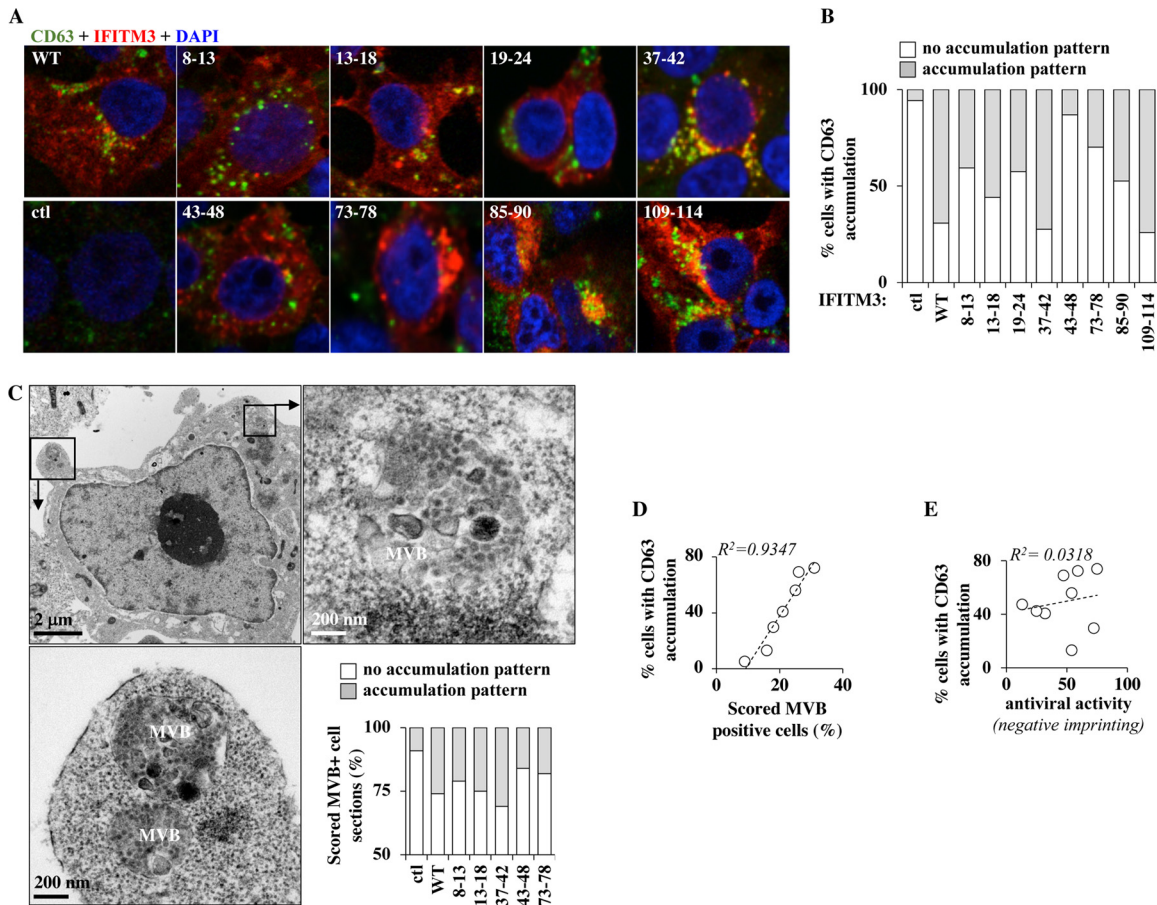 A
CD63 + IFITM3 + DAPI
WT
8-13
13-18
19-24
37-42
ctl
43-48
73-78
85-90
109-114
B
no accumulation pattern
accumulation pattern
% cells with CD63
accumulation
100
50
0
IFITM3:
ctl
WT
8-13
13-18
19-24
37-42
43-48
73-78
85-90
109-114
C
2 µm
MVB
200 nm
MVB
MVB
200 nm
no accumulation pattern
accumulation pattern
Scored MVB+ cell
sections (%)
100
75
50
ctl
WT
8-13
13-18
37-42
43-48
73-78
D
R²=0.9347
% cells with CD63
accumulation
80
40
0
0
20
40
Scored MVB
positive cells (%)
E
R²= 0.0318
% cells with CD63
accumulation
80
40
0
0
50
100
antiviral activity
(negative imprinting)